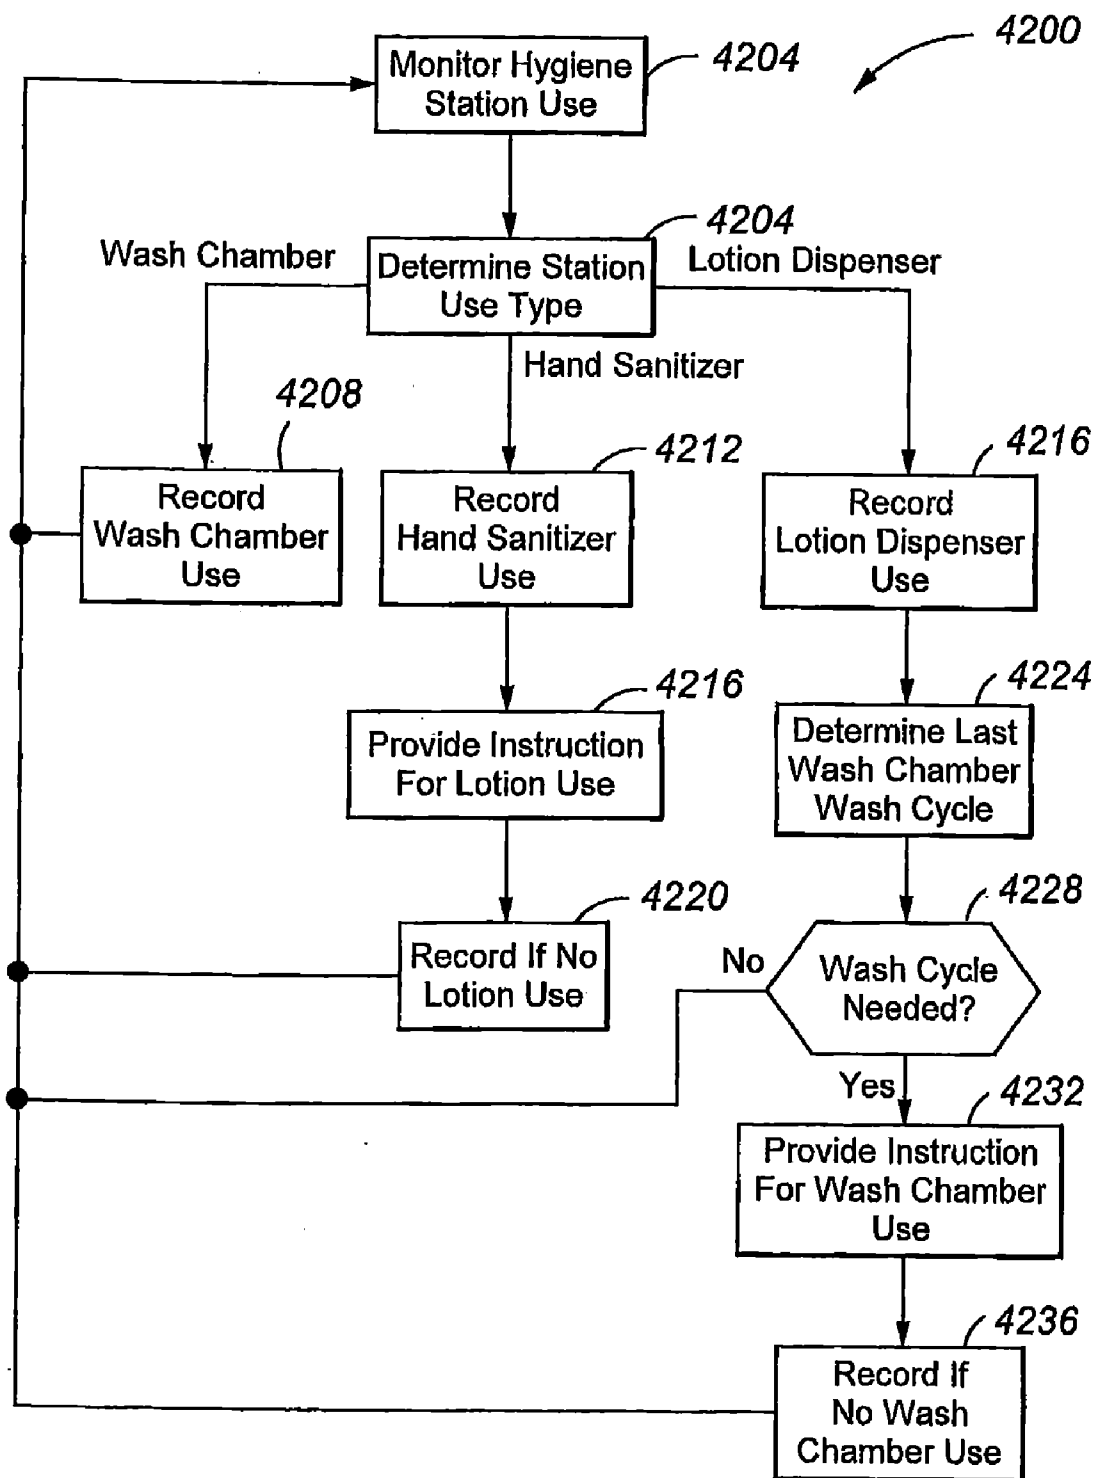 4200
Monitor Hygiene
Station Use
4204
4204
Wash Chamber
Determine Station
Use Type
Lotion Dispenser
Hand Sanitizer
4208
Record
Wash Chamber
Use
4212
Record
Hand Sanitizer
Use
4216
Record
Lotion Dispenser
Use
4216
Provide Instruction
For Lotion Use
4224
Determine Last
Wash Chamber
Wash Cycle
4220
Record If No
Lotion Use
4228
No
Wash Cycle
Needed?
Yes
4232
Provide Instruction
For Wash Chamber
Use
4236
Record If
No Wash
Chamber Use